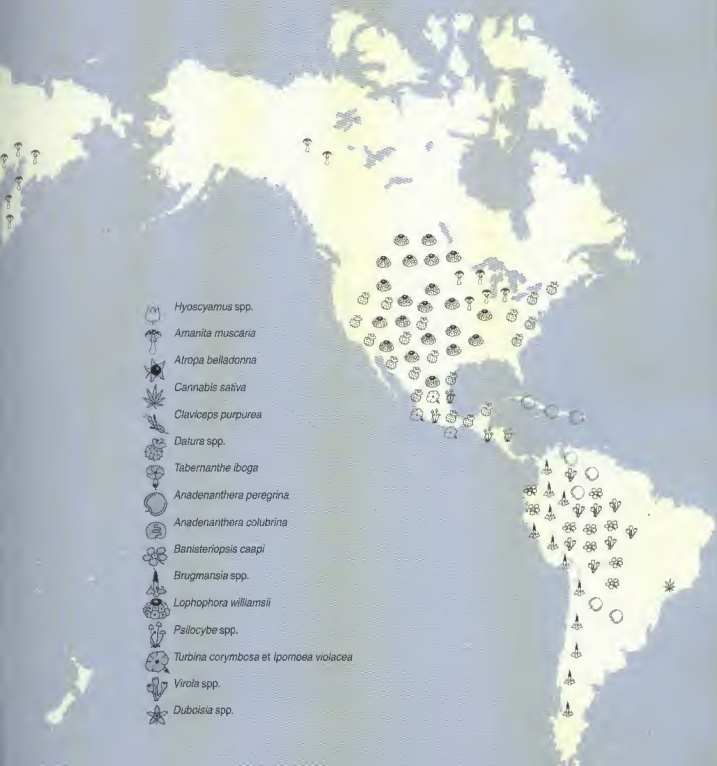 Hyoscyamus spp.
Amanita muscaria
Atropa belladonna
Cannabis sativa
Claviceps purpurea
Datura spp.
Tabernanthe iboga
Anadenanthera peregrina
Anadenanthera colubrina
Banisteriopsis caapi
Brugmansia spp.
Lophophora williamsii
Psilocybe spp.
Turbina corymbosa et Ipomoea violacea
Virola spp.
Duboisia spp.